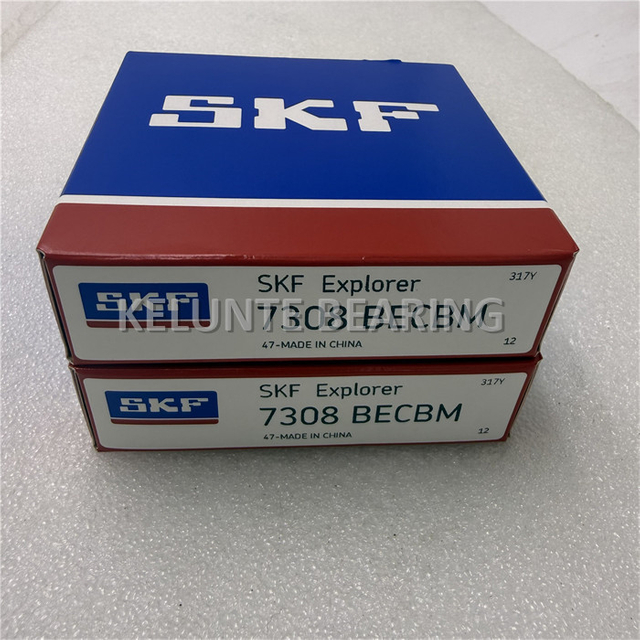 SKF
SKF
SKF Explorer
317Y
7308 BECBM
KELUNTE BEARING
47-MADE IN CHINA
12
SKF
SKF Explorer
317Y
7308 BECBM
47-MADE IN CHINA
12